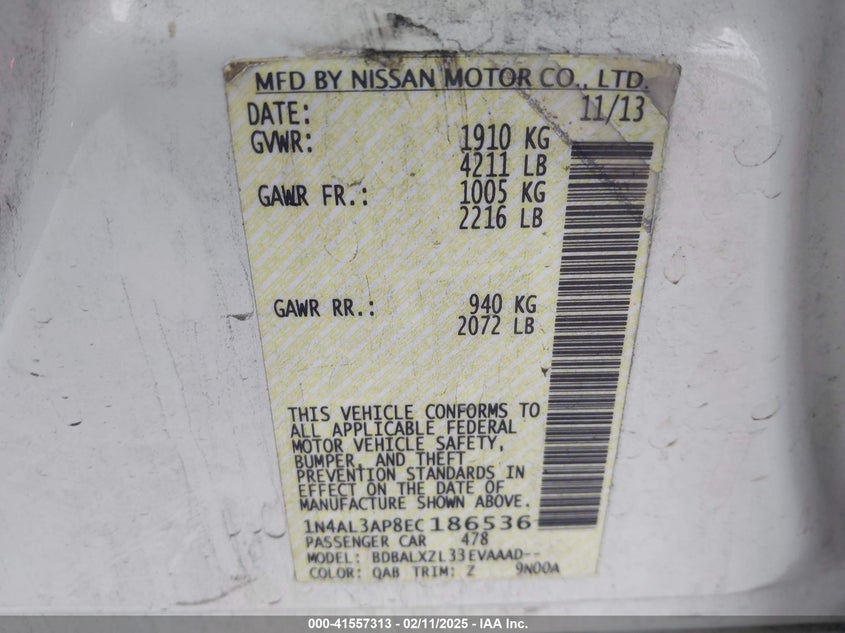 MFD BY NISSAN MOTOR CO., LTD.
DATE: 11/13
GVWR: 1910 KG
4211 LB
GAWR FR.: 1005 KG
2216 LB
GAWR RR.: 940 KG
2072 LB
THIS VEHICLE CONFORMS TO
ALL APPLICABLE FEDERAL
MOTOR VEHICLE SAFETY,
BUMPER, AND THEFT
PREVENTION STANDARDS IN
EFFECT ON THE DATE OF
MANUFACTURE SHOWN ABOVE.
1N4AL3AP8EC186536
PASSENGER CAR 478
MODEL: BDBALXZL33EVAAAD--
COLOR: QAB TRIM: Z 9N00A
000-41557313 - 02/11/2025 - IAA Inc.